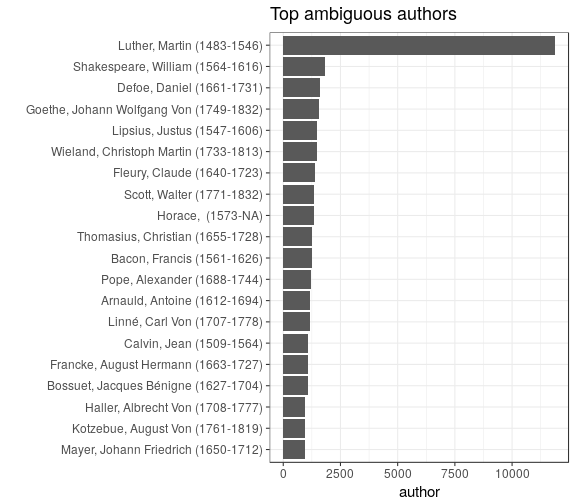 Top ambiguous authors
Luther, Martin (1483-1546)
Shakespeare, William (1564-1616)
Defoe, Daniel (1661-1731)
Goethe, Johann Wolfgang Von (1749-1832)
Lipsius, Justus (1547-1606)
Wieland, Christoph Martin (1733-1813)
Fleury, Claude (1640-1723)
Scott, Walter (1771-1832)
Horace,  (1573-NA)
Thomasius, Christian (1655-1728)
Bacon, Francis (1561-1626)
Pope, Alexander (1688-1744)
Arnauld, Antoine (1612-1694)
Linné, Carl Von (1707-1778)
Calvin, Jean (1509-1564)
Francke, August Hermann (1663-1727)
Bossuet, Jacques Bénigne (1627-1704)
Haller, Albrecht Von (1708-1777)
Kotzebue, August Von (1761-1819)
Mayer, Johann Friedrich (1650-1712)
0 2500 5000 7500 10000
author